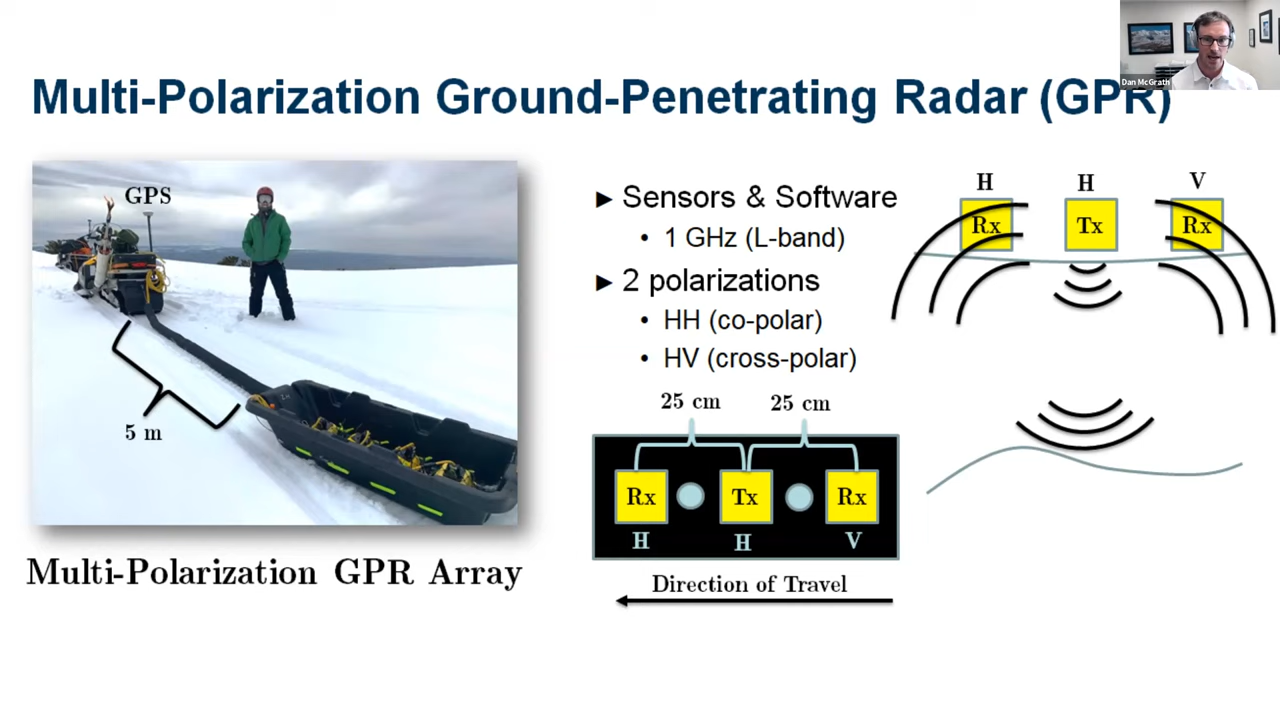 Dan McGrath
Multi-Polarization Ground-Penetrating Radar (GPR)
GPS
5 m
Multi-Polarization GPR Array
► Sensors & Software
• 1 GHz (L-band)
► 2 polarizations
• HH (co-polar)
• HV (cross-polar)
25 cm 25 cm
Rx Tx Rx
H H V
Direction of Travel
H H V
Rx Tx Rx